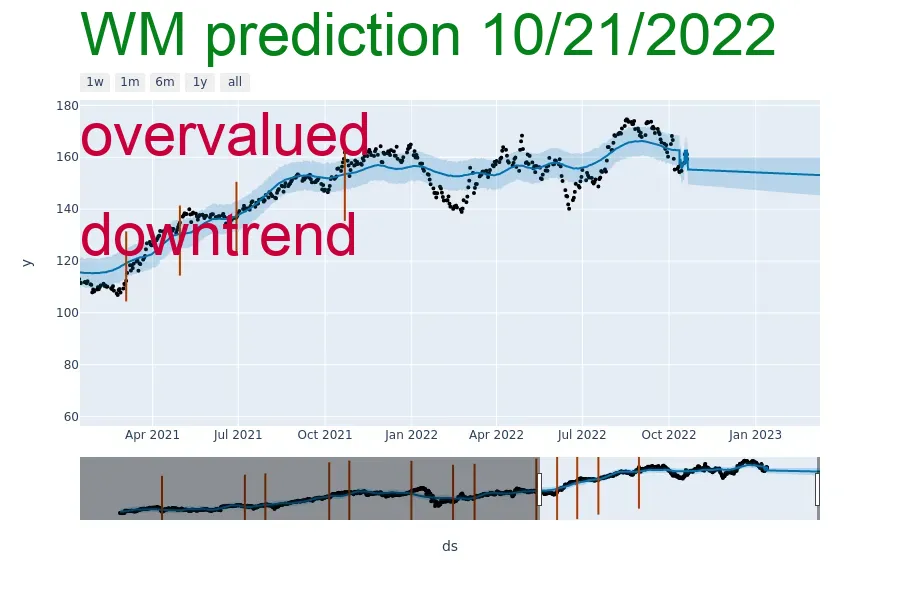 WM prediction 10/21/2022
1w 1m 6m 1y all
overvalued
downtrend
180
160
140
120
100
80
60
y
Apr 2021 Jul 2021 Oct 2021 Jan 2022 Apr 2022 Jul 2022 Oct 2022 Jan 2023
ds